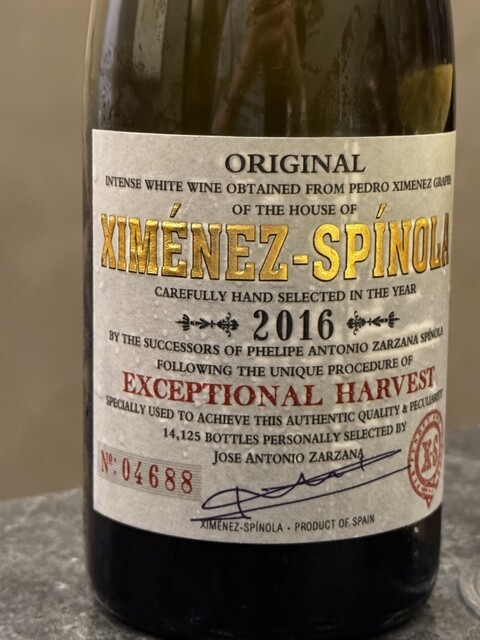 ORIGINAL
INTENSE WHITE WINE OBTAINED FROM PEDRO XIMENEZ GRAPES
OF THE HOUSE OF
XIMÉNEZ-SPÍNOLA
CAREFULLY HAND SELECTED IN THE YEAR
2016
BY THE SUCCESSORS OF PHELIPE ANTONIO ZARZANA SPÍNOLA
FOLLOWING THE UNIQUE PROCEDURE OF
EXCEPTIONAL HARVEST
SPECIALLY USED TO ACHIEVE THIS AUTHENTIC QUALITY & PECULIARITY
14,125 BOTTLES PERSONALLY SELECTED BY
JOSE ANTONIO ZARZANA
Nº: 04688
X-S
XIMÉNEZ-SPÍNOLA · PRODUCT OF SPAIN